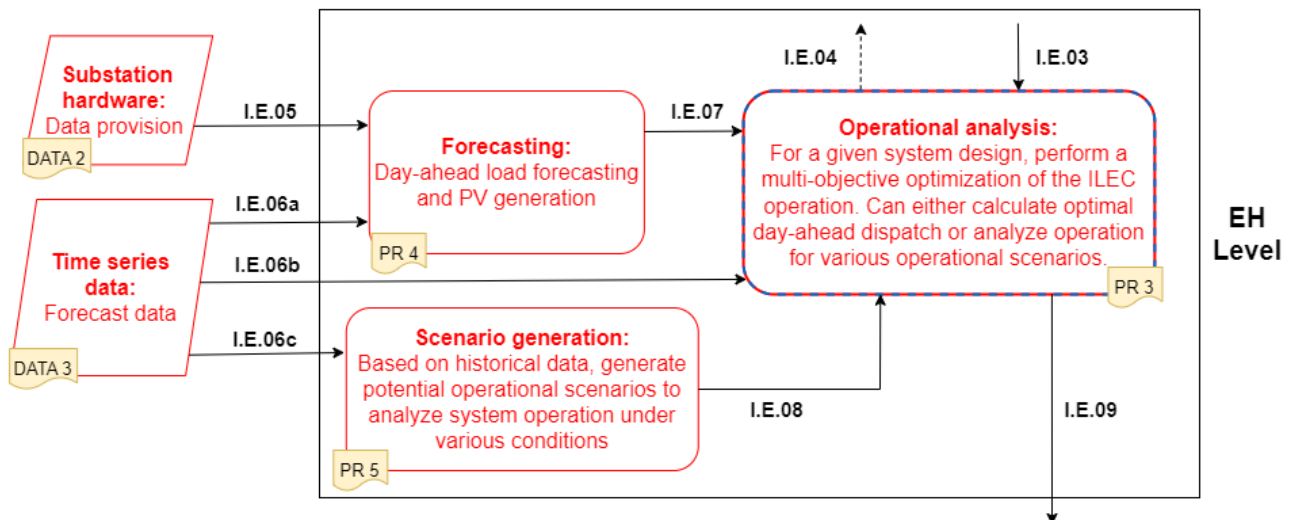 Substation
hardware:
Data provision
DATA 2
I.E.05
Time series
data:
Forecast data
DATA 3
I.E.06a
I.E.06b
I.E.06c
Forecasting:
Day-ahead load forecasting
and PV generation
PR 4
I.E.07
Scenario generation:
Based on historical data, generate
potential operational scenarios to
analyze system operation under
various conditions
PR 5
I.E.08
I.E.04
I.E.03
Operational analysis:
For a given system design, perform a
multi-objective optimization of the ILEC
operation. Can either calculate optimal
day-ahead dispatch or analyze operation
for various operational scenarios.
PR 3
I.E.09
EH
Level